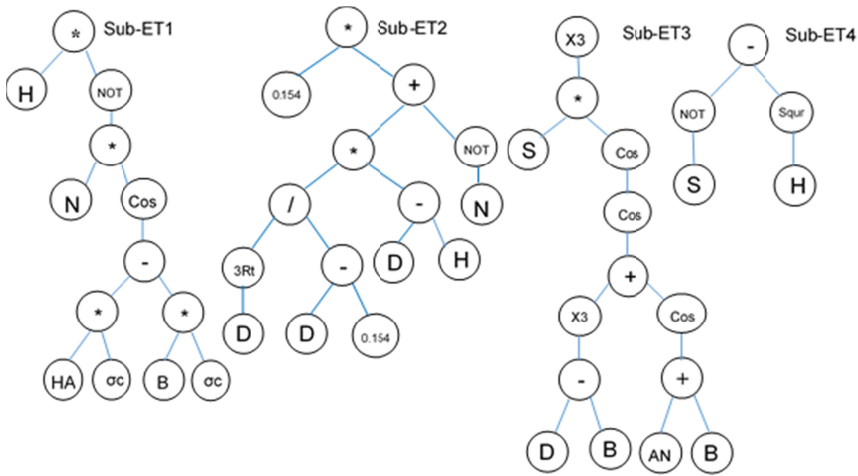 * Sub-ET1
H NOT
*
N Cos
-
* *
HA σc B σc
* Sub-ET2
0.154 +
* NOT
/ - N
3Rt - D H
D D 0.154
X3 Sub-ET3
*
S Cos
Cos
+
X3 Cos
- +
D B AN B
- Sub-ET4
NOT Squr
S H